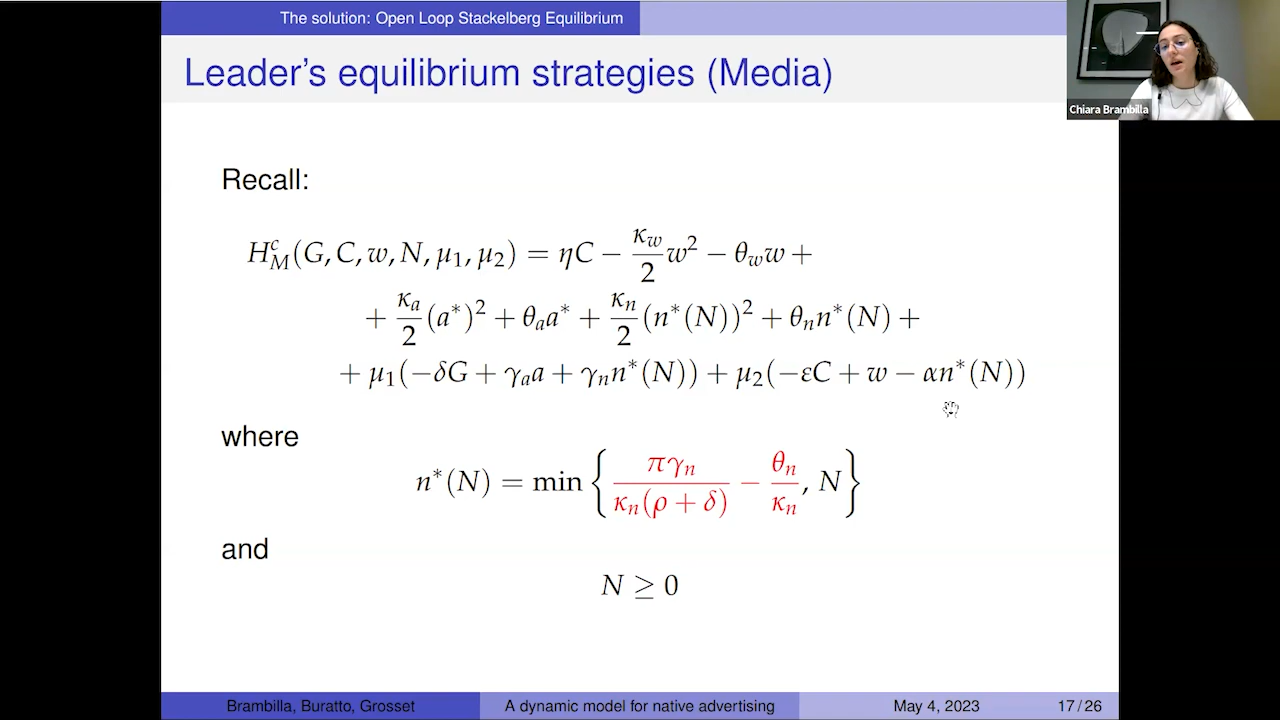 The solution: Open Loop Stackelberg Equilibrium
Leader's equilibrium strategies (Media)
Chiara Brambilla
Recall:
H_M^c(G, C, w, N, μ₁, μ₂) = ηC − κ_w/2 w² − θ_w w +
+ κ_a/2 (a*)² + θ_a a* + κ_n/2 (n*(N))² + θ_n n*(N) +
+ μ₁(−δG + γ_a a + γ_n n*(N)) + μ₂(−εC + w − αn*(N))
where
n*(N) = min { πγ_n/κ_n(ρ + δ) − θ_n/κ_n, N }
and
N ≥ 0
Brambilla, Buratto, Grosset A dynamic model for native advertising May 4, 2023 17 / 26